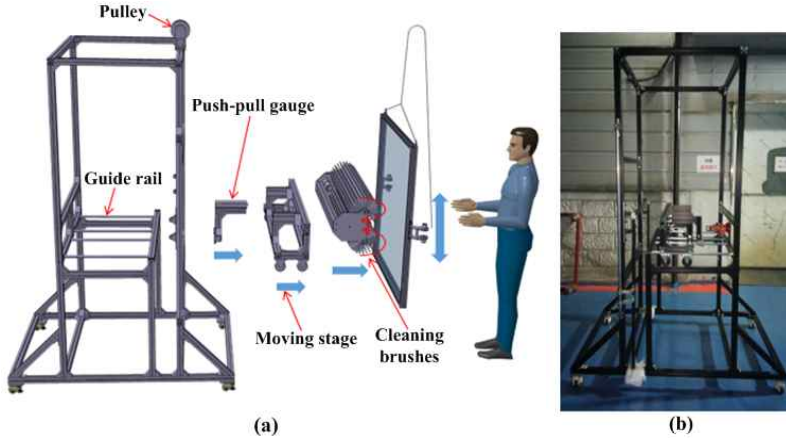 Pulley
Push-pull gauge
Guide rail
Moving stage
Cleaning
brushes
(a)
(b)